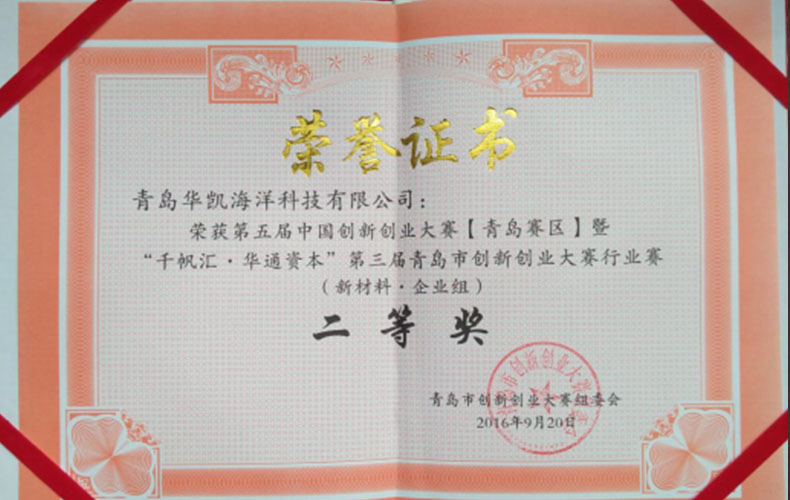 荣誉证书
青岛华凯海洋科技有限公司：
荣获第五届中国创新创业大赛【青岛赛区】暨
“千帆汇·华通资本”第三届青岛市创新创业大赛行业赛
（新材料·企业组）
二等奖
青岛市创新创业大赛组委会
2016年9月20日